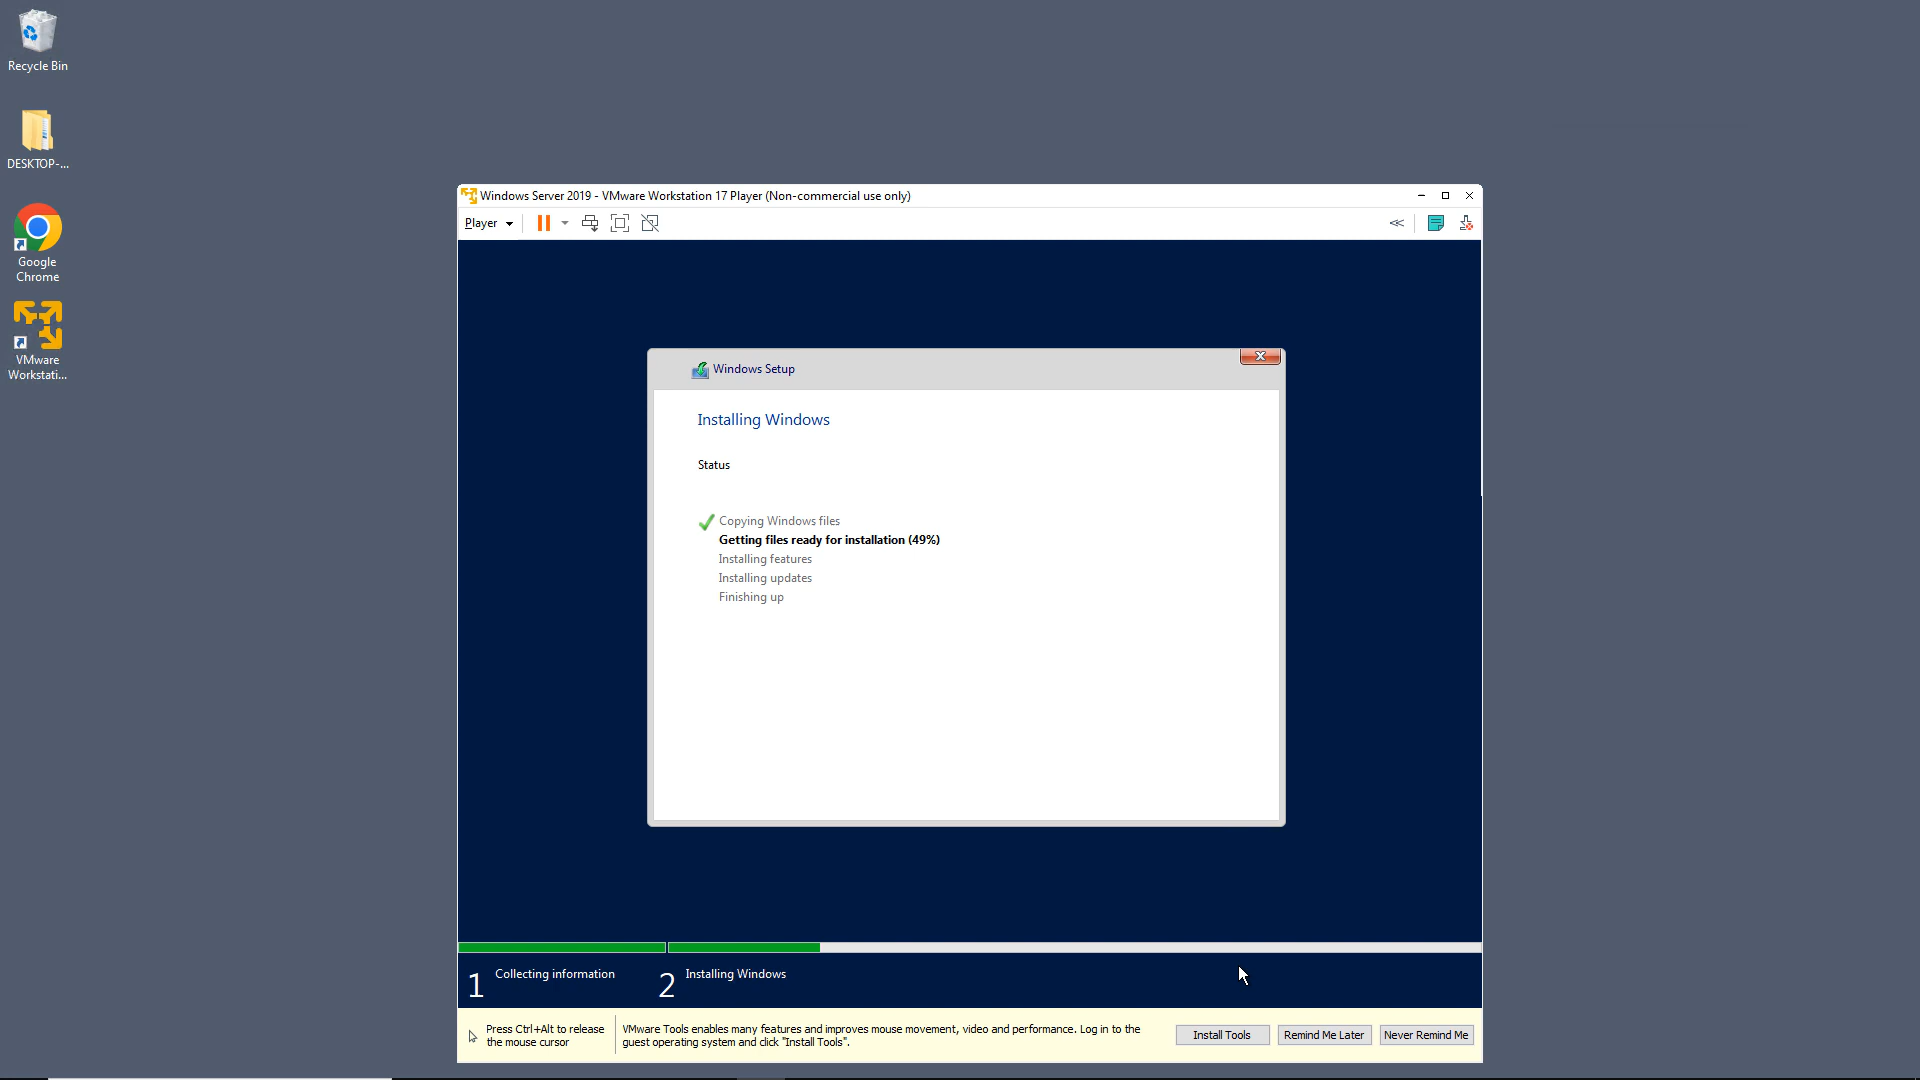 Recycle Bin
DESKTOP-...
Google
Chrome
VMware
Workstati...
Windows Server 2019 - VMware Workstation 17 Player (Non-commercial use only)
Player
Windows Setup
Installing Windows
Status
Copying Windows files
Getting files ready for installation (49%)
Installing features
Installing updates
Finishing up
1 Collecting information
2 Installing Windows
Press Ctrl+Alt to release
the mouse cursor
VMware Tools enables many features and improves mouse movement, video and performance. Log in to the
guest operating system and click "Install Tools".
Install Tools
Remind Me Later
Never Remind Me